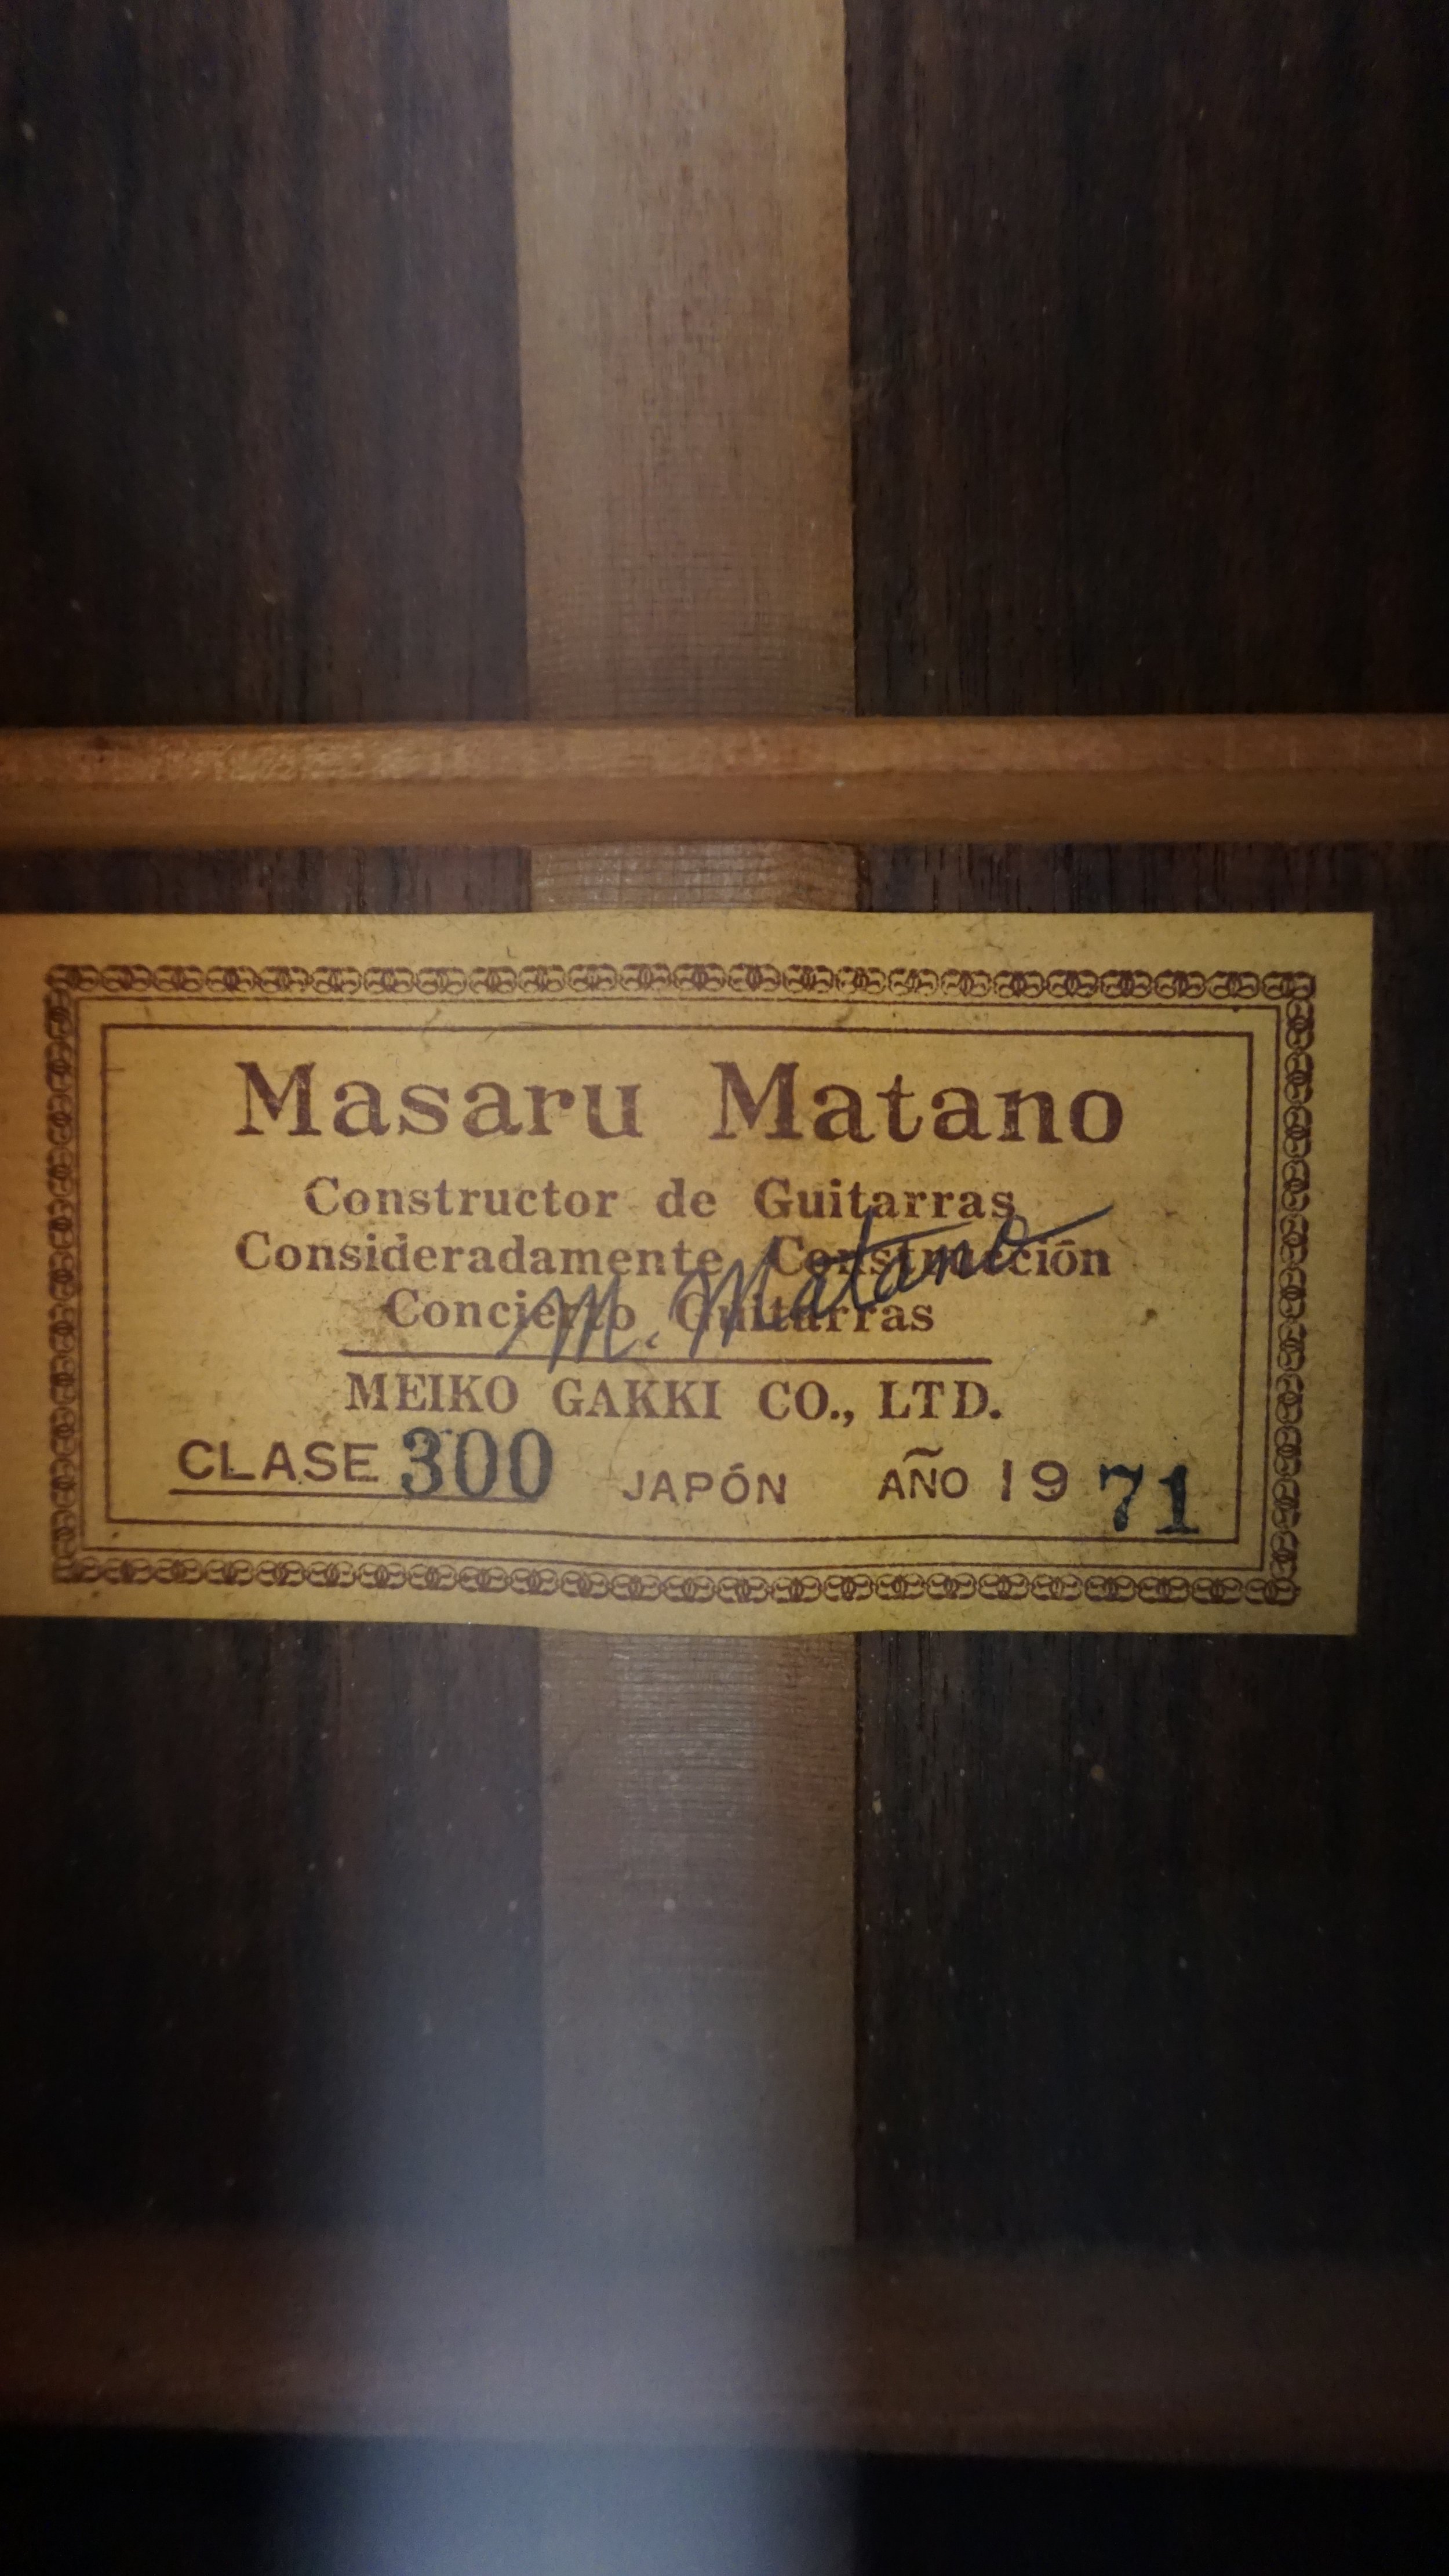 Masaru Matano
Constructor de Guitarras
Consideradamente Construcción
Concierto Guitarras
M. Matano
MEIKO GAKKI CO., LTD.
CLASE 300 JAPÓN AÑO 1971